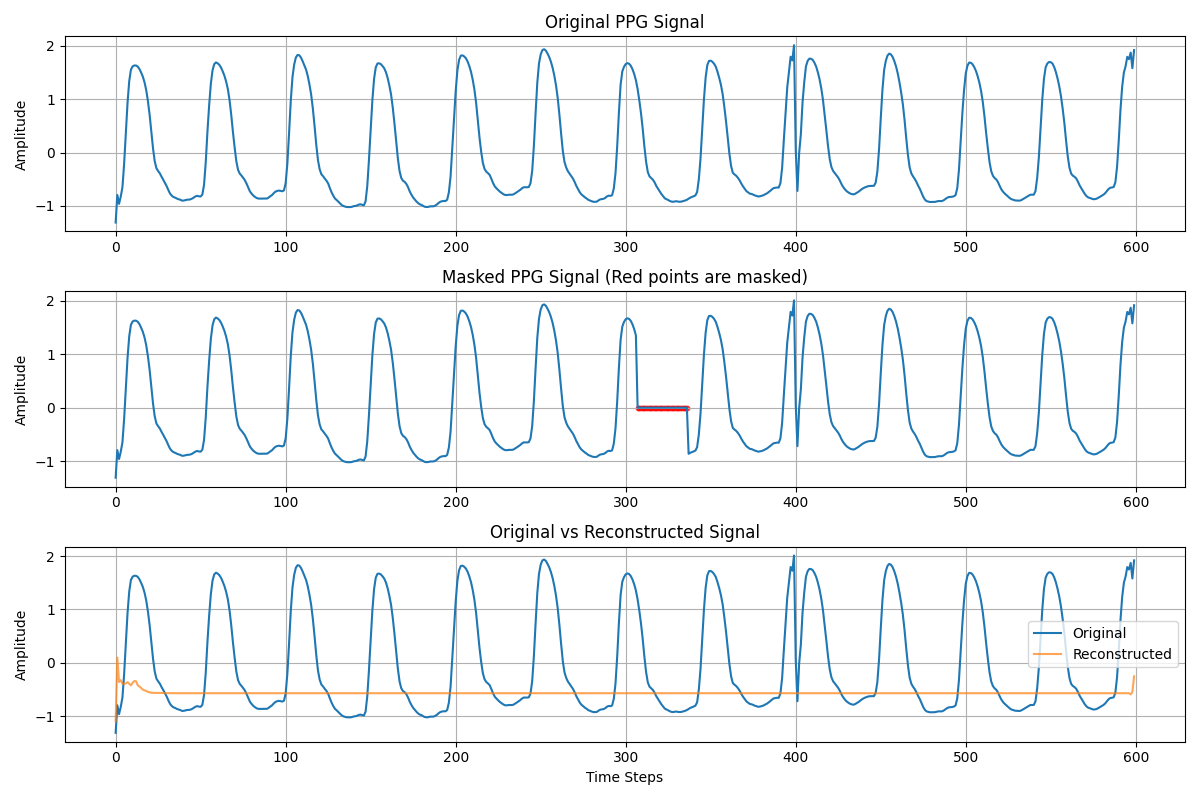 Original PPG Signal
Amplitude
2
1
0
−1
0 100 200 300 400 500 600
Masked PPG Signal (Red points are masked)
Amplitude
2
1
0
−1
0 100 200 300 400 500 600
Original vs Reconstructed Signal
Amplitude
2
1
0
−1
Original
Reconstructed
0 100 200 300 400 500 600
Time Steps